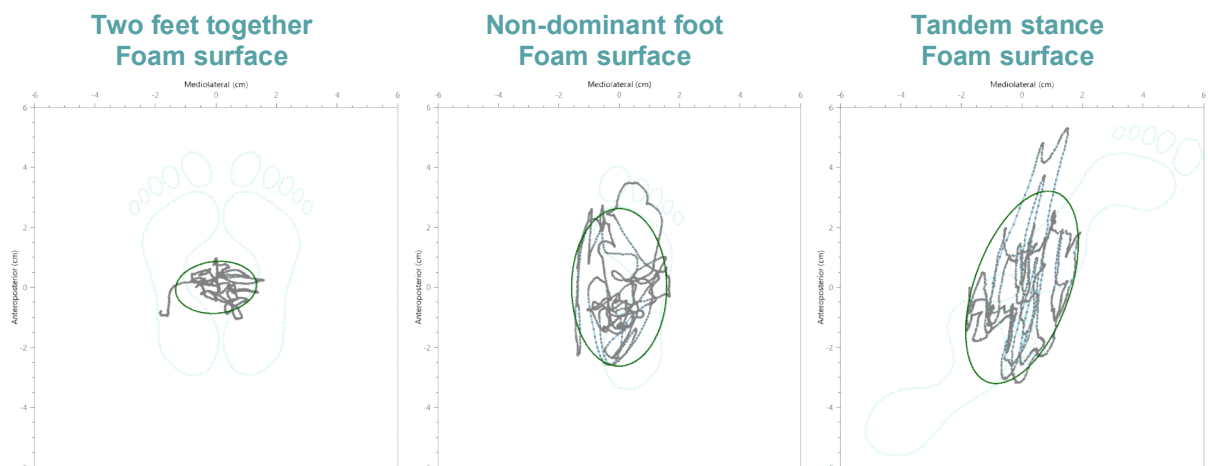 Two feet together
Foam surface
Mediolateral (cm)
-6 -4 -2 0 2 4 6
6
4
2
0
-2
-4
Anteroposterior (cm)
Non-dominant foot
Foam surface
Mediolateral (cm)
-6 -4 -2 0 2 4 6
6
4
2
0
-2
-4
Anteroposterior (cm)
Tandem stance
Foam surface
Mediolateral (cm)
-6 -4 -2 0 2 4 6
6
4
2
0
-2
-4
Anteroposterior (cm)